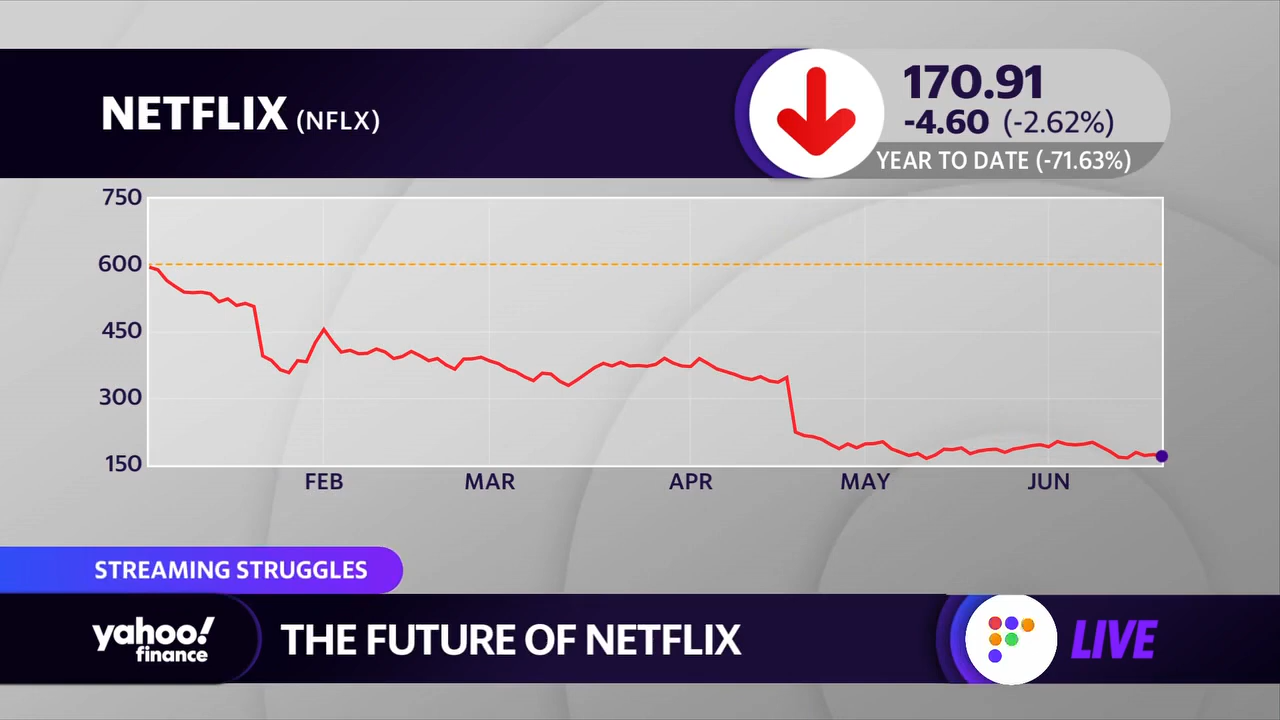 NETFLIX (NFLX)
170.91
-4.60 (-2.62%)
YEAR TO DATE (-71.63%)
750
600
450
300
150
FEB MAR APR MAY JUN
STREAMING STRUGGLES
yahoo!
finance
THE FUTURE OF NETFLIX
LIVE